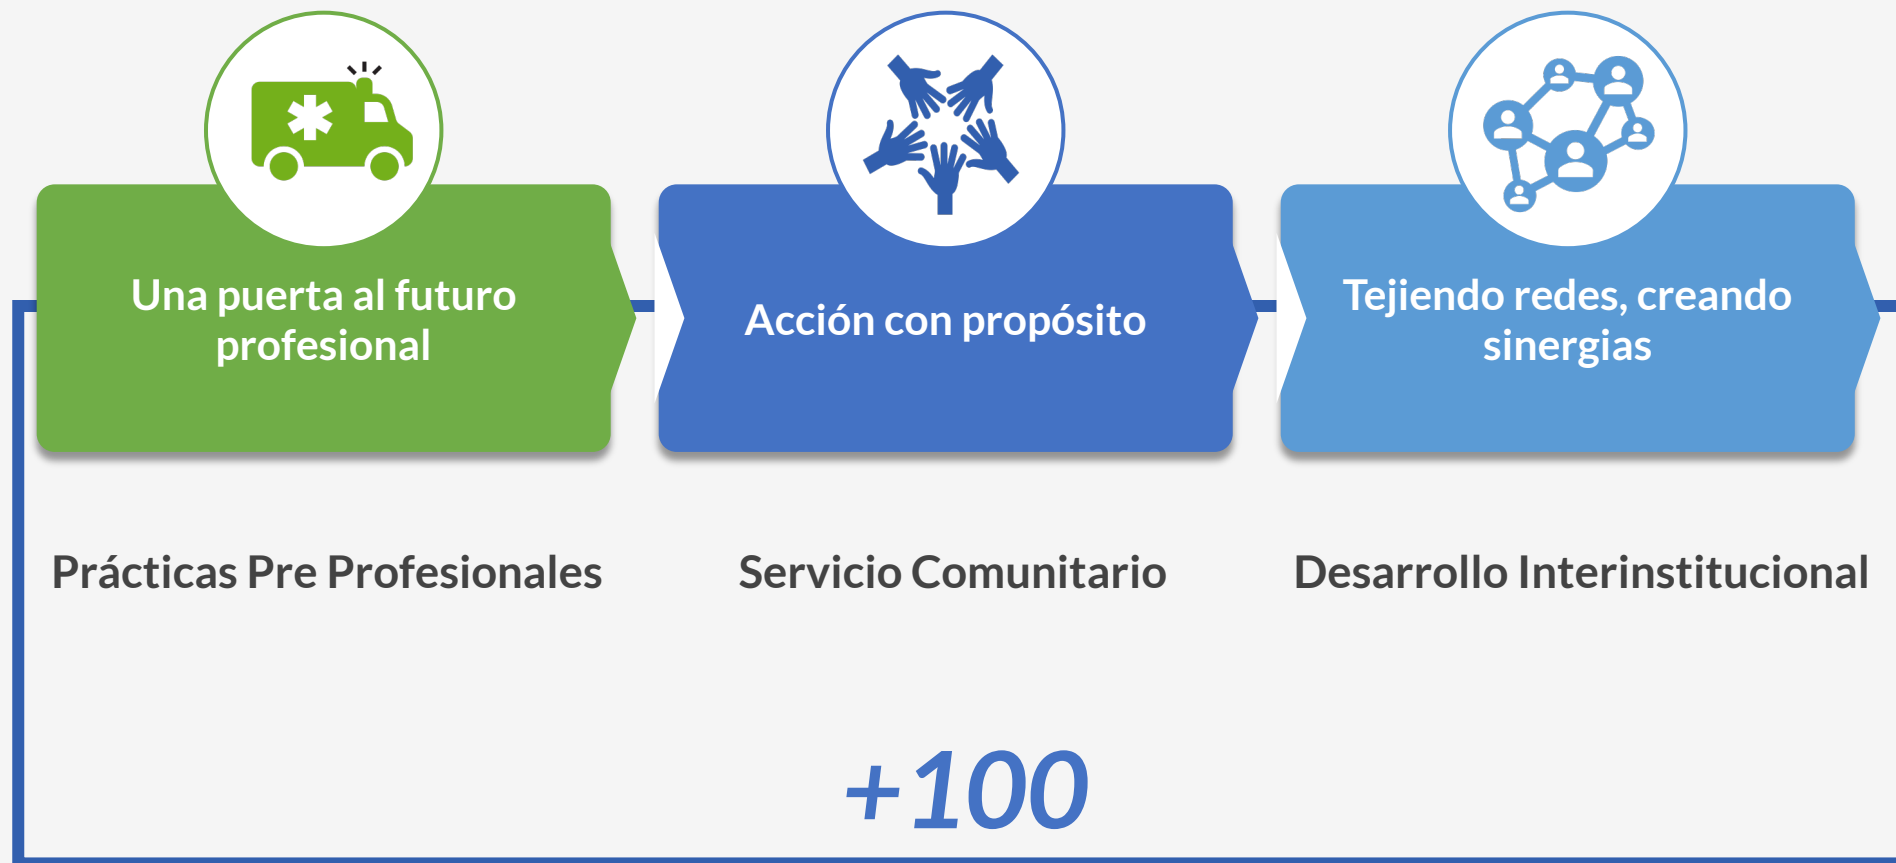 Una puerta al futuro
profesional
Acción con propósito
Tejiendo redes, creando
sinergias
Prácticas Pre Profesionales
Servicio Comunitario
Desarrollo Interinstitucional
+100